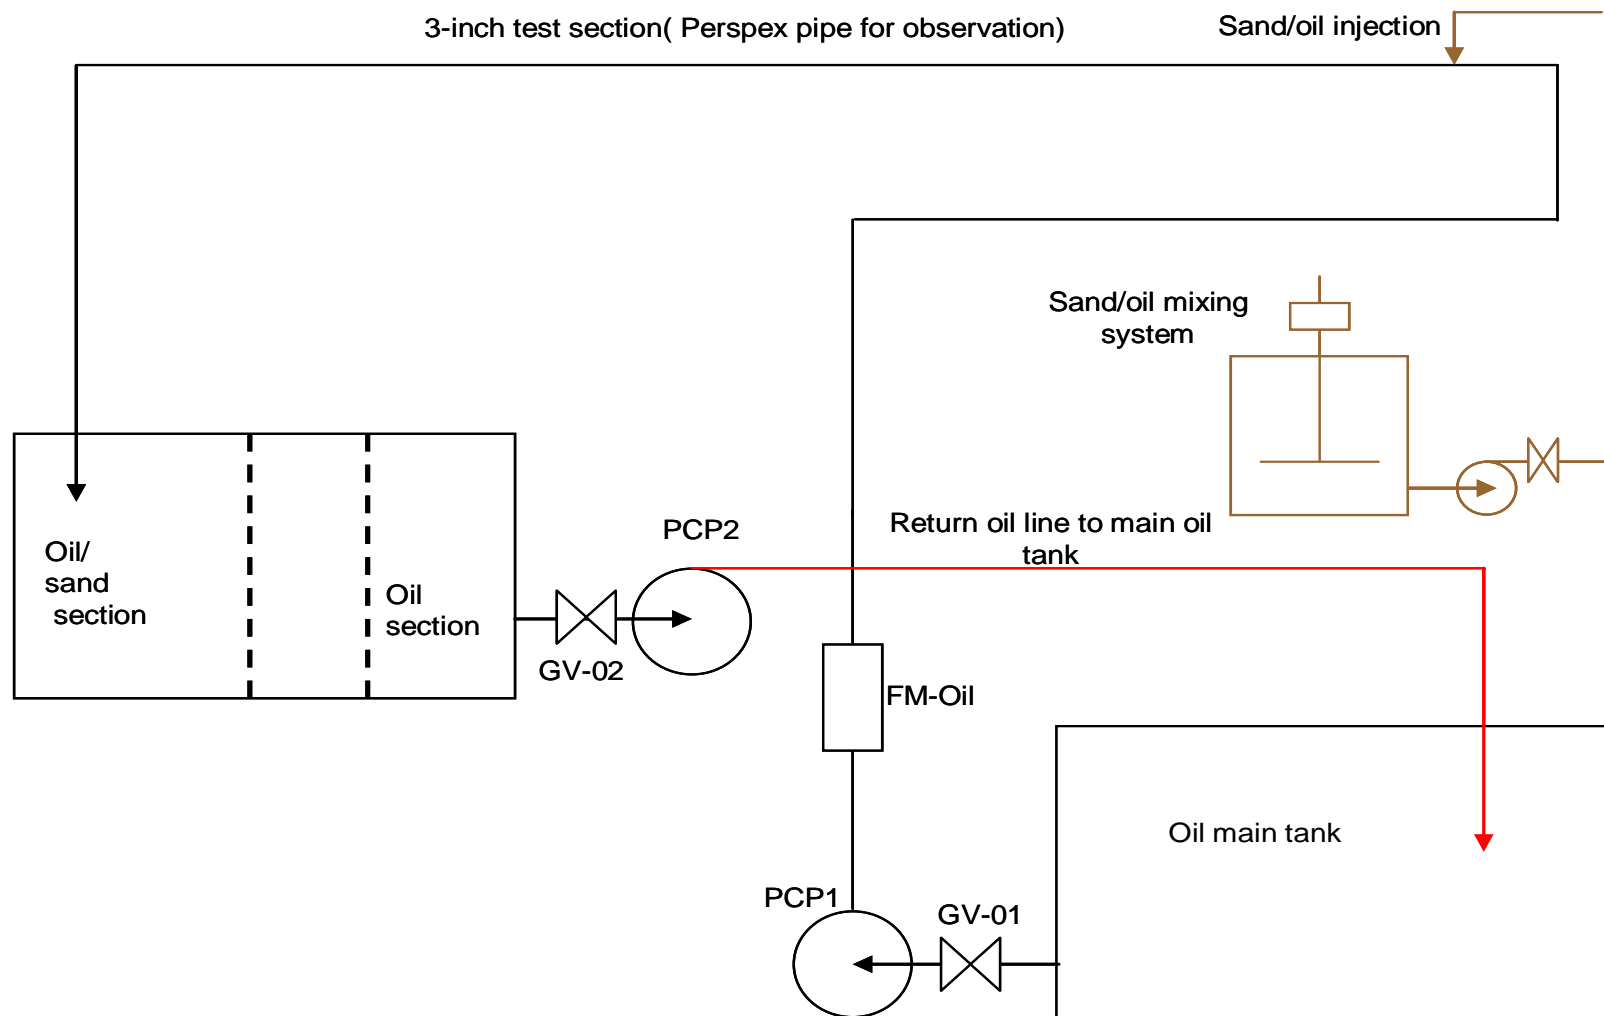 3-inch test section( Perspex pipe for observation)
Sand/oil injection
Sand/oil mixing
system
Return oil line to main oil
tank
PCP2
Oil/
sand
section
Oil
section
GV-02
FM-Oil
Oil main tank
PCP1
GV-01